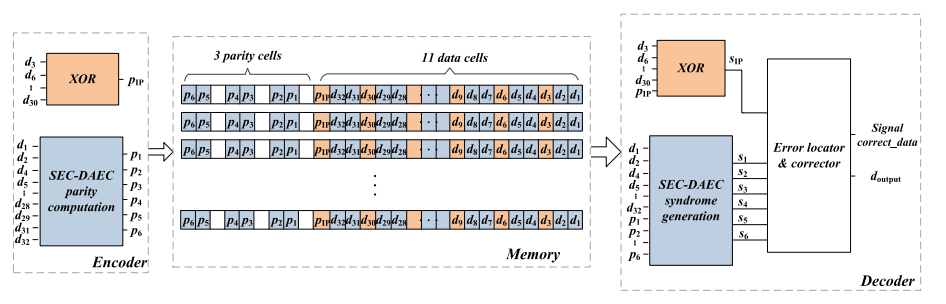 XOR
d3
d6
d30
pIP
d1
d2
d4
d5
d28
d29
d31
d32
SEC-DAEC
parity
computation
p1
p2
p3
p4
p5
p6
Encoder
3 parity cells
11 data cells
p6 p5 p4 p3 p2 p1 pIP d32 d31 d30 d29 d28 · · · d9 d8 d7 d6 d5 d4 d3 d2 d1
p6 p5 p4 p3 p2 p1 pIP d32 d31 d30 d29 d28 · · · d9 d8 d7 d6 d5 d4 d3 d2 d1
p6 p5 p4 p3 p2 p1 pIP d32 d31 d30 d29 d28 · · · d9 d8 d7 d6 d5 d4 d3 d2 d1
p6 p5 p4 p3 p2 p1 pIP d32 d31 d30 d29 d28 · · · d9 d8 d7 d6 d5 d4 d3 d2 d1
Memory
d3
d6
d30
pIP
XOR
sIP
d1
d2
d4
d5
d32
p1
p2
p6
SEC-DAEC
syndrome
generation
s1
s2
s3
s4
s5
s6
Error locator
& corrector
Signal
correct_data
doutput
Decoder